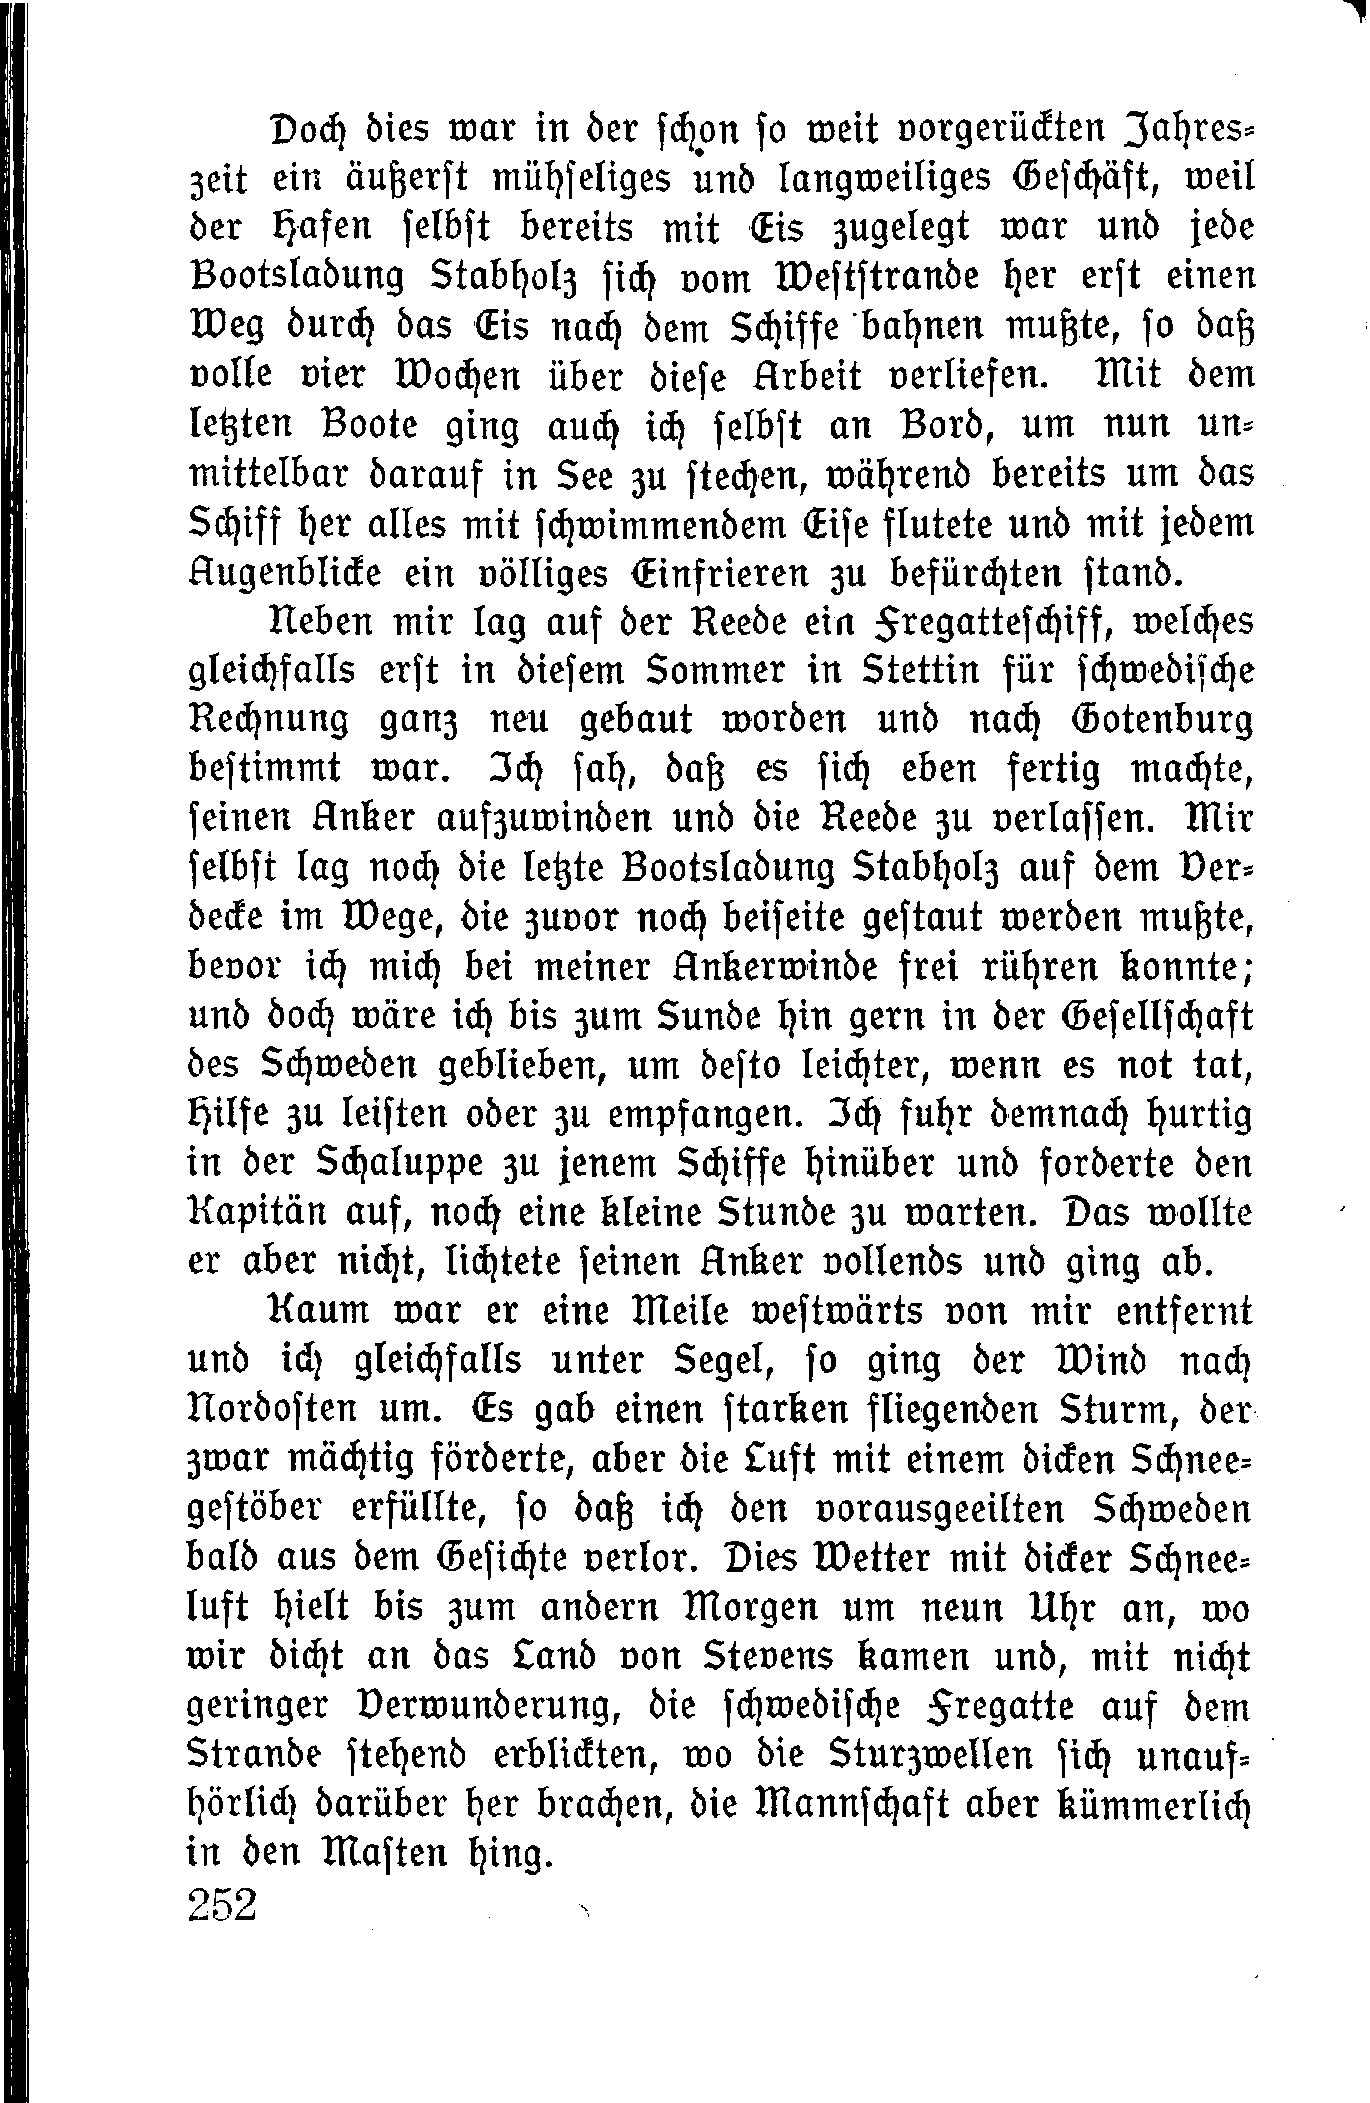 Doch dies war in der schon so weit vorgerückten Jahres-
zeit ein äußerst mühseliges und langweiliges Geschäft, weil
der Hafen selbst bereits mit Eis zugelegt war und jede
Bootsladung Stabholz sich vom Weststrande her erst einen
Weg durch das Eis nach dem Schiffe bahnen mußte, so daß
volle vier Wochen über diese Arbeit verliefen. Mit dem
letzten Boote ging auch ich selbst an Bord, um nun un-
mittelbar darauf in See zu stechen, während bereits um das
Schiff her alles mit schwimmendem Eise flutete und mit jedem
Augenblicke ein völliges Einfrieren zu befürchten stand.
Neben mir lag auf der Reede ein Fregatteschiff, welches
gleichfalls erst in diesem Sommer in Stettin für schwedische
Rechnung ganz neu gebaut worden und nach Gotenburg
bestimmt war. Ich sah, daß es sich eben fertig machte,
seinen Anker aufzuwinden und die Reede zu verlassen. Mir
selbst lag noch die letzte Bootsladung Stabholz auf dem Ver-
decke im Wege, die zuvor noch beiseite gestaut werden mußte,
bevor ich mich bei meiner Ankerwinde frei rühren konnte;
und doch wäre ich bis zum Sunde hin gern in der Gesellschaft
des Schweden geblieben, um desto leichter, wenn es not tat,
Hilfe zu leisten oder zu empfangen. Ich fuhr demnach hurtig
in der Schaluppe zu jenem Schiffe hinüber und forderte den
Kapitän auf, noch eine kleine Stunde zu warten. Das wollte
er aber nicht, lichtete seinen Anker vollends und ging ab.
Kaum war er eine Meile westwärts von mir entfernt
und ich gleichfalls unter Segel, so ging der Wind nach
Nordosten um. Es gab einen starken fliegenden Sturm, der
zwar mächtig förderte, aber die Luft mit einem dicken Schnee-
gestöber erfüllte, so daß ich den vorausgeeilten Schweden
bald aus dem Gesichte verlor. Dies Wetter mit dicker Schnee-
luft hielt bis zum andern Morgen um neun Uhr an, wo
wir dicht an das Land von Stevens kamen und, mit nicht
geringer Verwunderung, die schwedische Fregatte auf dem
Strande stehend erblickten, wo die Sturzwellen sich unauf-
hörlich darüber her brachen, die Mannschaft aber kümmerlich
in den Masten hing.
252